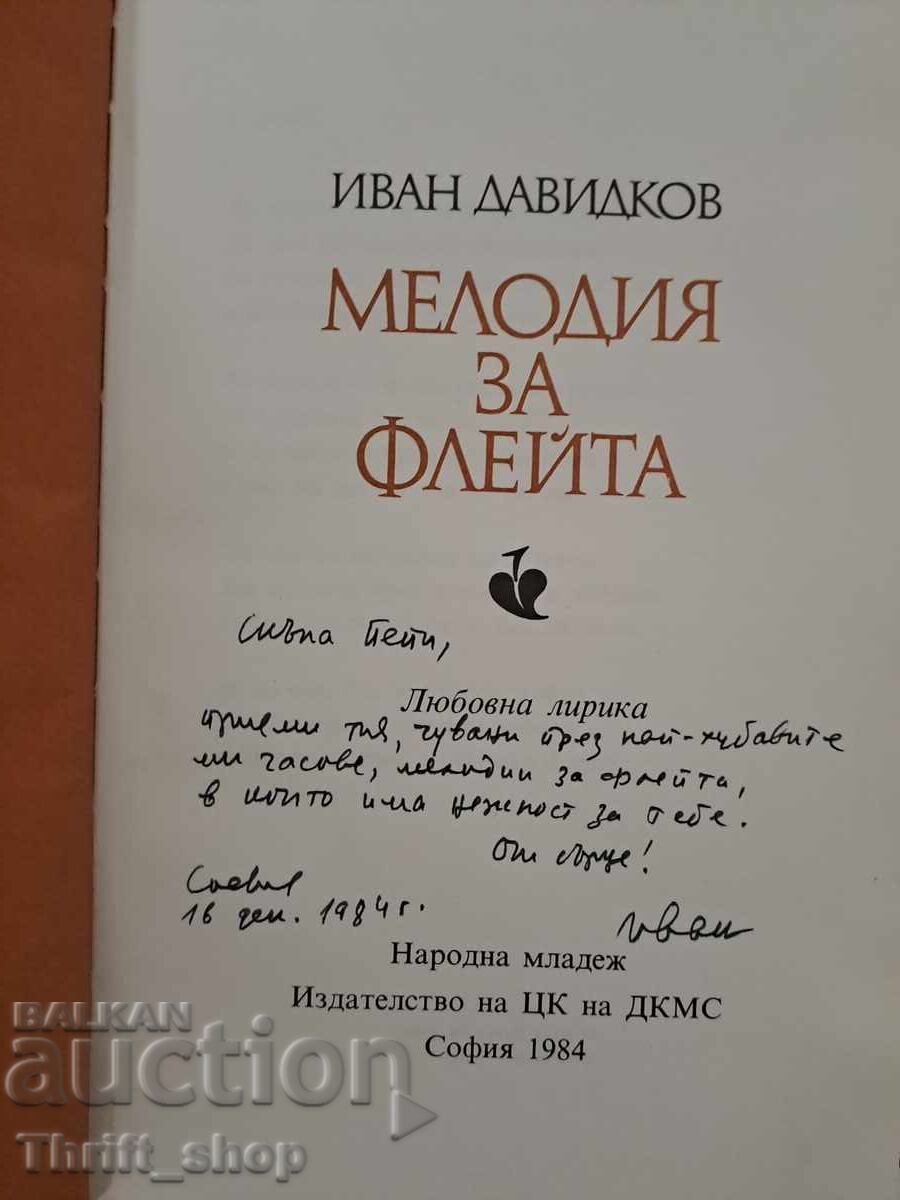 ИВАН ДАВИДКОВ
МЕЛОДИЯ
ЗА
ФЛЕЙТА
Скъпа Пепи,
Любовна лирика
приеми тия, чувани през най-хубавите
ми часове, мелодии за флейта,
в които има нежност за тебе.
От сърце!
София
16 дек. 1984 г.
Иван
Народна младеж
Издателство на ЦК на ДКМС
София 1984
BALKAN
auction
Thrift_shop